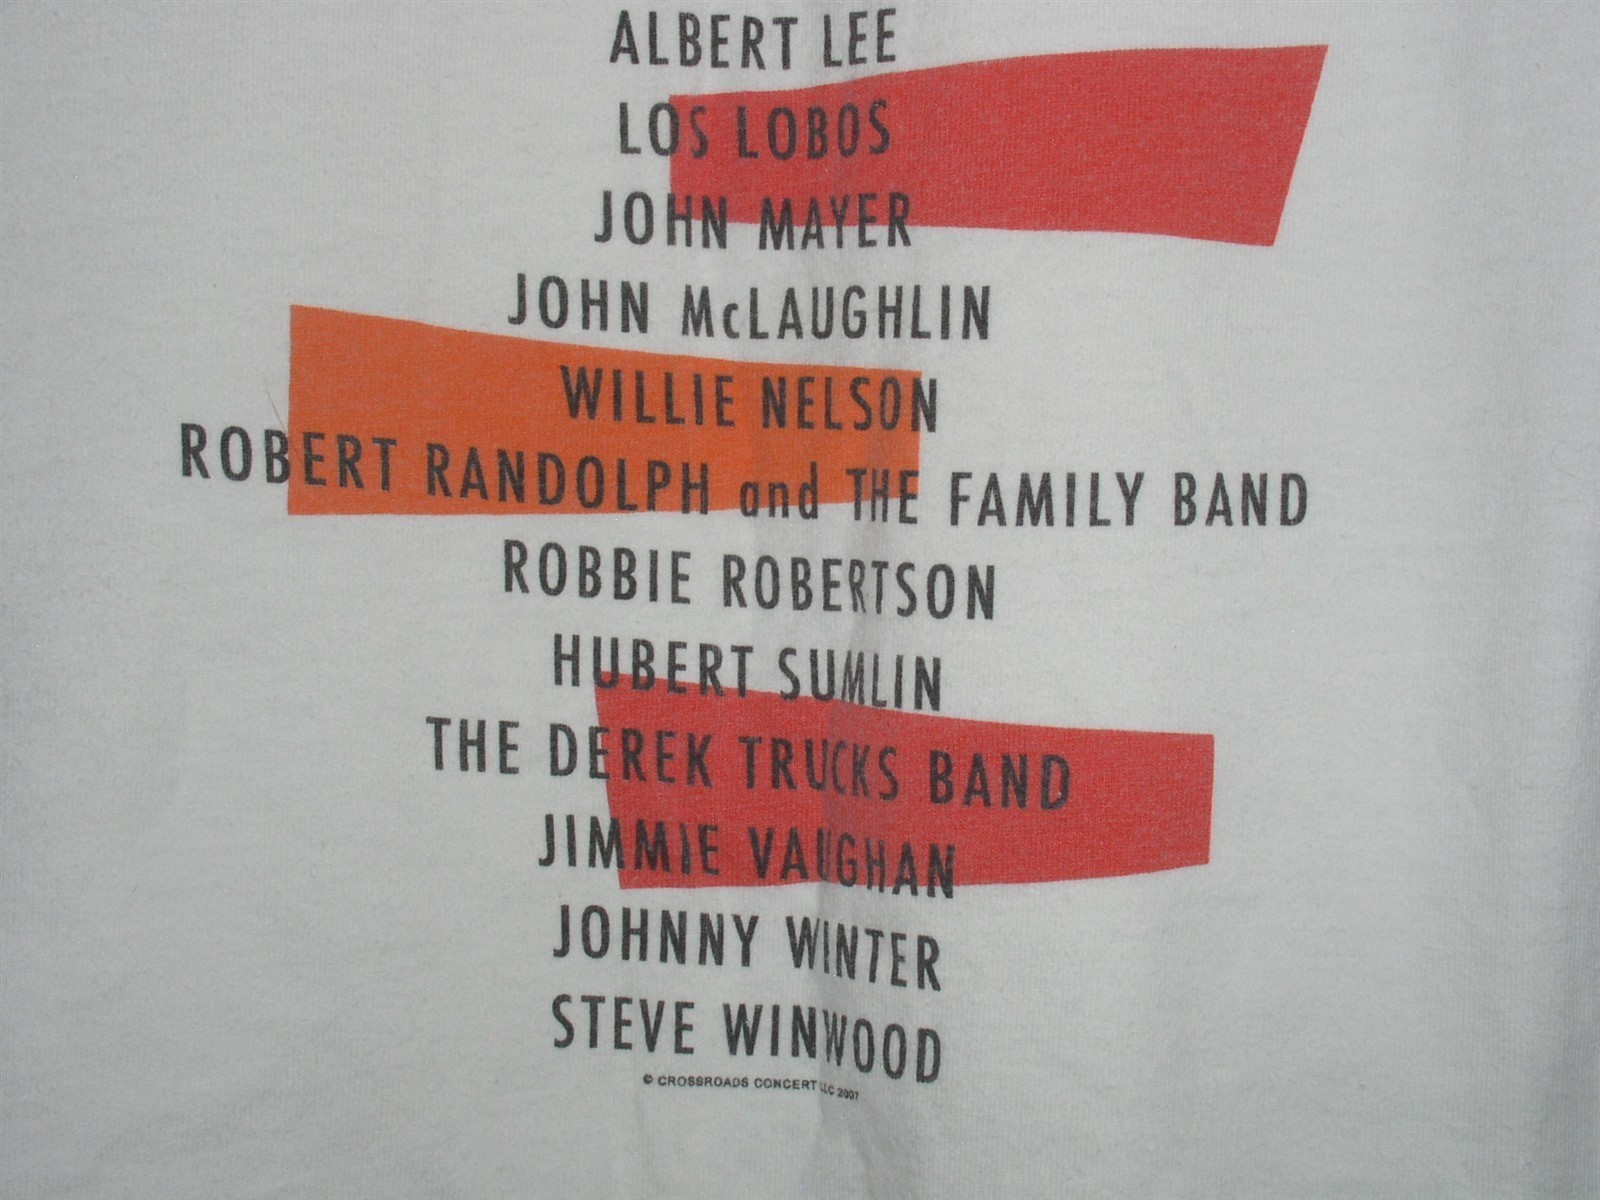 ALBERT LEE
LOS LOBOS
JOHN MAYER
JOHN McLAUGHLIN
WILLIE NELSON
ROBERT RANDOLPH and THE FAMILY BAND
ROBBIE ROBERTSON
HUBERT SUMLIN
THE DEREK TRUCKS BAND
JIMMIE VAUGHAN
JOHNNY WINTER
STEVE WINWOOD
© CROSSROADS CONCERT LLC 2007